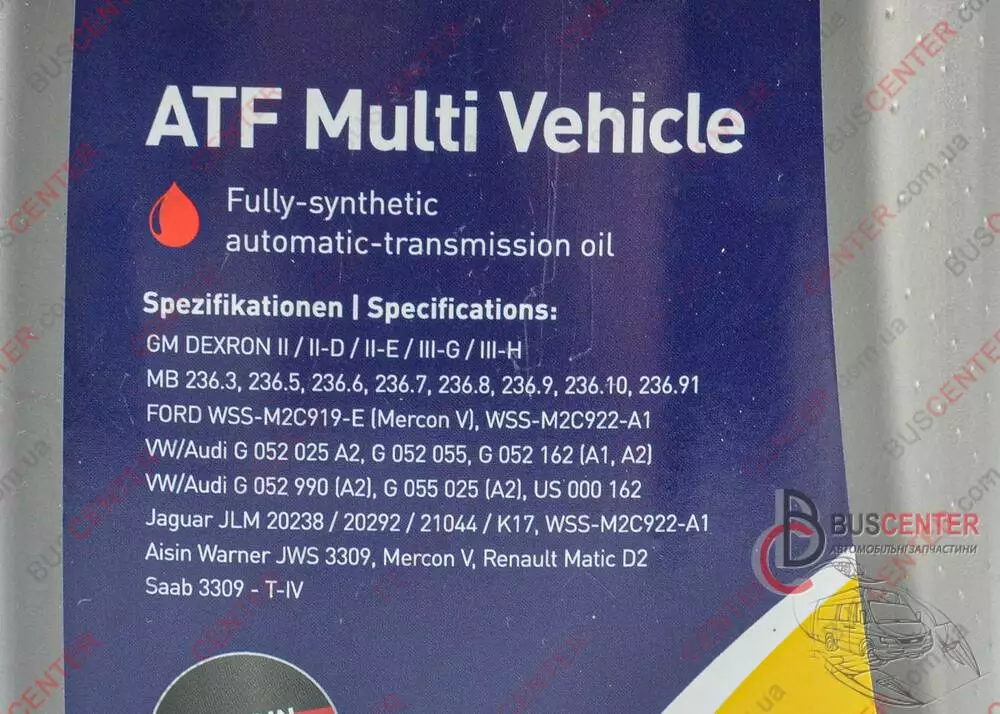 ATF Multi Vehicle
Fully-synthetic
automatic-transmission oil
Spezifikationen | Specifications:
GM DEXRON II / II-D / II-E / III-G / III-H
MB 236.3, 236.5, 236.6, 236.7, 236.8, 236.9, 236.10, 236.91
FORD WSS-M2C919-E (Mercon V), WSS-M2C922-A1
VW/Audi G 052 025 A2, G 052 055, G 052 162 (A1, A2)
VW/Audi G 052 990 (A2), G 055 025 (A2), US 000 162
Jaguar JLM 20238 / 20292 / 21044 / K17, WSS-M2C922-A1
Aisin Warner JWS 3309, Mercon V, Renault Matic D2
Saab 3309 - T-IV
BUSCENTER
АВТОМОБІЛЬНІ ЗАПЧАСТИНИ